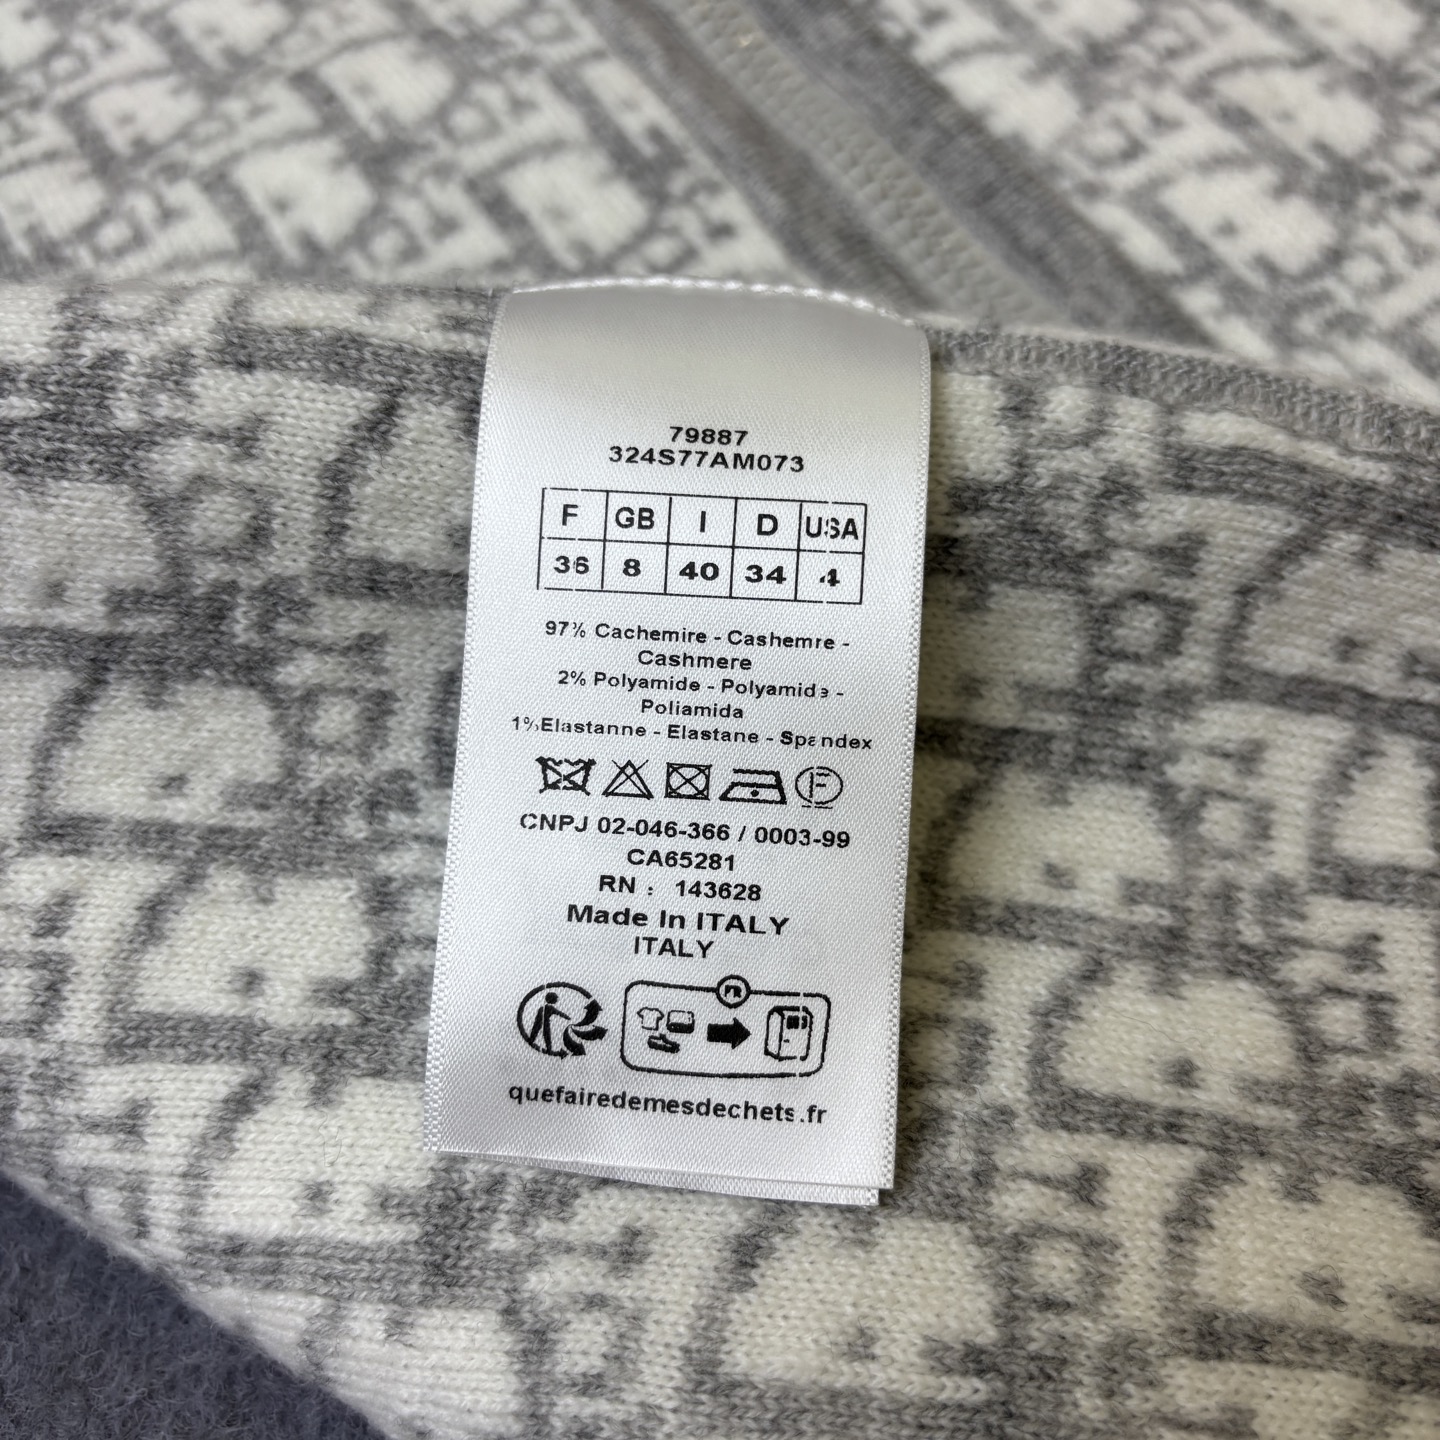 79887
324S77AM073
F GB I D USA
36 8 40 34 4
97% Cachemire - Cashemre -
Cashmere
2% Polyamide - Polyamide -
Poliamida
1%Elastanne - Elastane - Spandex
F
CNPJ 02-046-366 / 0003-99
CA65281
RN : 143628
Made In ITALY
ITALY
FR
quefairedemesdechets.fr